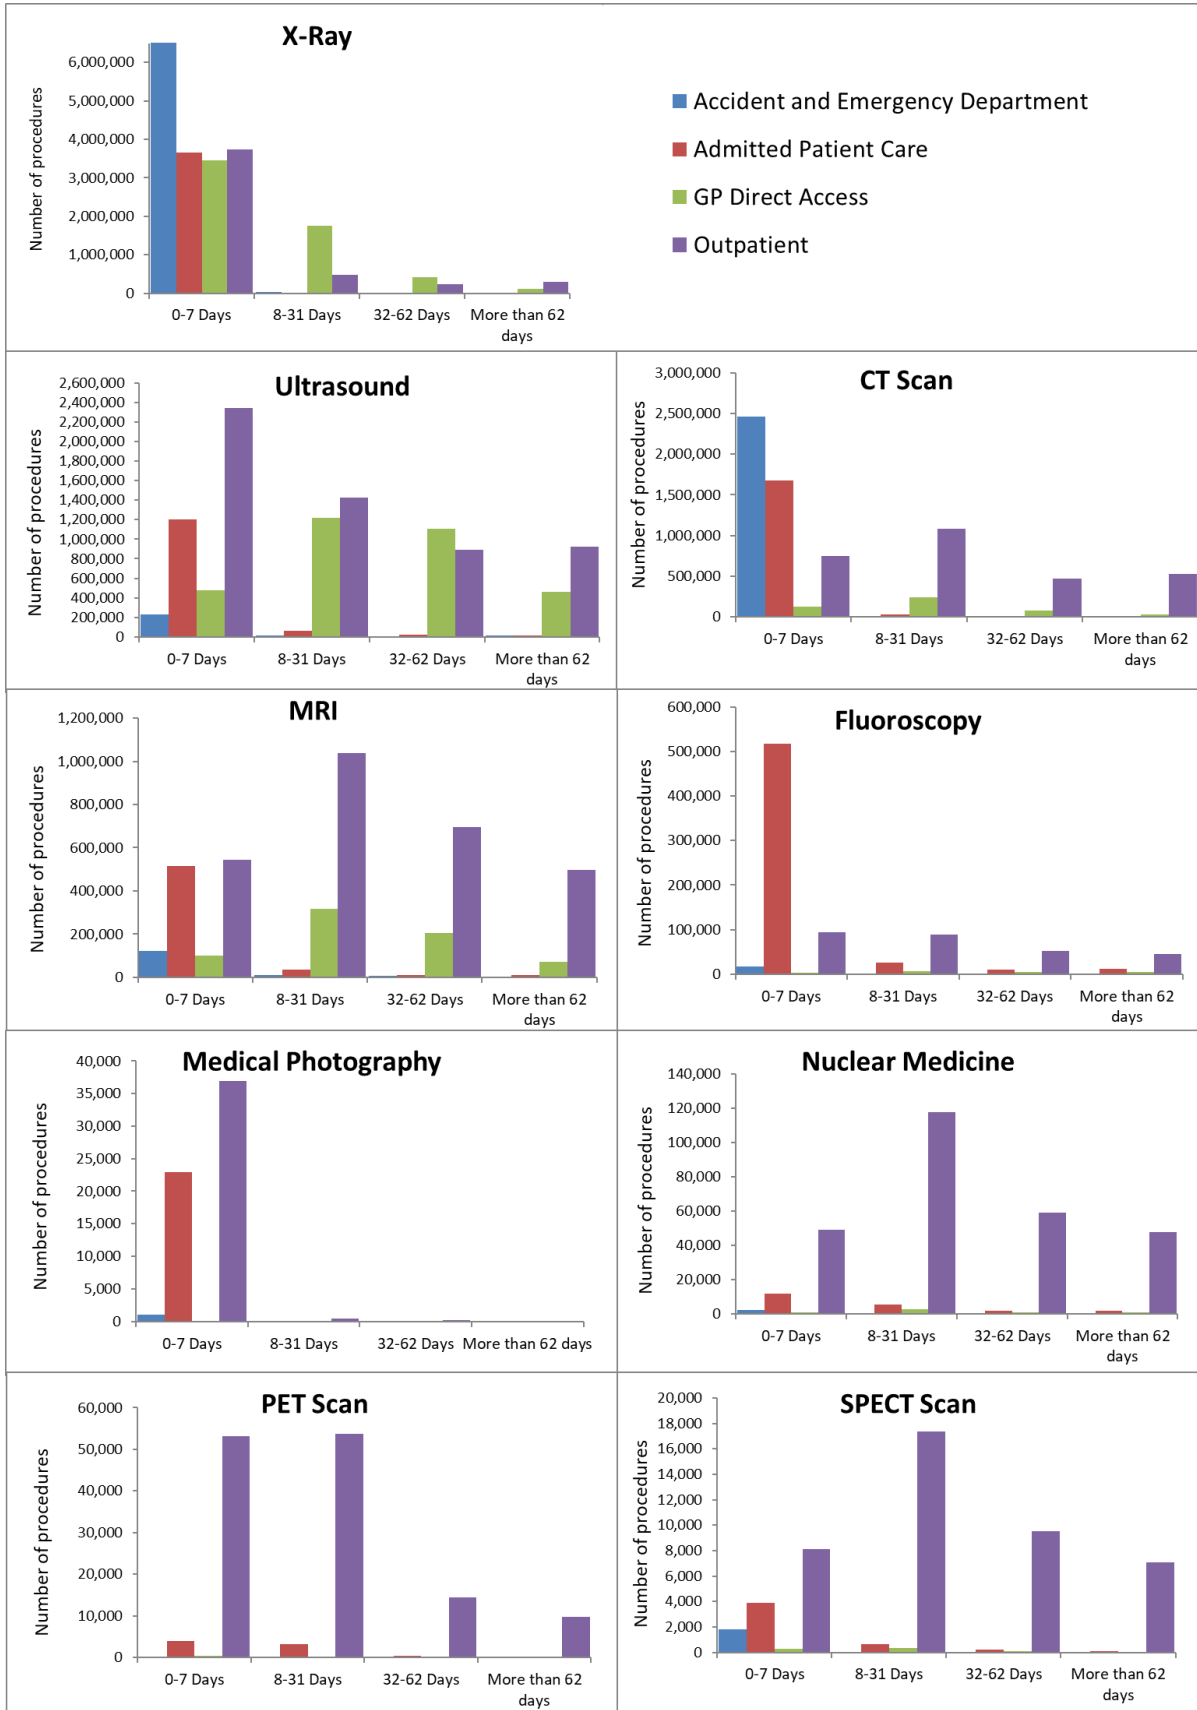 X-Ray
Number of procedures
6,000,000
5,000,000
4,000,000
3,000,000
2,000,000
1,000,000
0
0-7 Days
8-31 Days
32-62 Days
More than 62
days
Accident and Emergency Department
Admitted Patient Care
GP Direct Access
Outpatient
Ultrasound
Number of procedures
2,600,000
2,400,000
2,200,000
2,000,000
1,800,000
1,600,000
1,400,000
1,200,000
1,000,000
800,000
600,000
400,000
200,000
0
0-7 Days
8-31 Days
32-62 Days
More than 62
days
CT Scan
Number of procedures
3,000,000
2,500,000
2,000,000
1,500,000
1,000,000
500,000
0
0-7 Days
8-31 Days
32-62 Days
More than 62
days
MRI
Number of procedures
1,200,000
1,000,000
800,000
600,000
400,000
200,000
0
0-7 Days
8-31 Days
32-62 Days
More than 62
days
Fluoroscopy
Number of procedures
600,000
500,000
400,000
300,000
200,000
100,000
0
0-7 Days
8-31 Days
32-62 Days
More than 62
days
Medical Photography
Number of procedures
40,000
35,000
30,000
25,000
20,000
15,000
10,000
5,000
0
0-7 Days
8-31 Days
32-62 Days
More than 62 days
Nuclear Medicine
Number of procedures
140,000
120,000
100,000
80,000
60,000
40,000
20,000
0
0-7 Days
8-31 Days
32-62 Days
More than 62
days
PET Scan
Number of procedures
60,000
50,000
40,000
30,000
20,000
10,000
0
0-7 Days
8-31 Days
32-62 Days
More than 62
days
SPECT Scan
Number of procedures
20,000
18,000
16,000
14,000
12,000
10,000
8,000
6,000
4,000
2,000
0
0-7 Days
8-31 Days
32-62 Days
More than 62
days